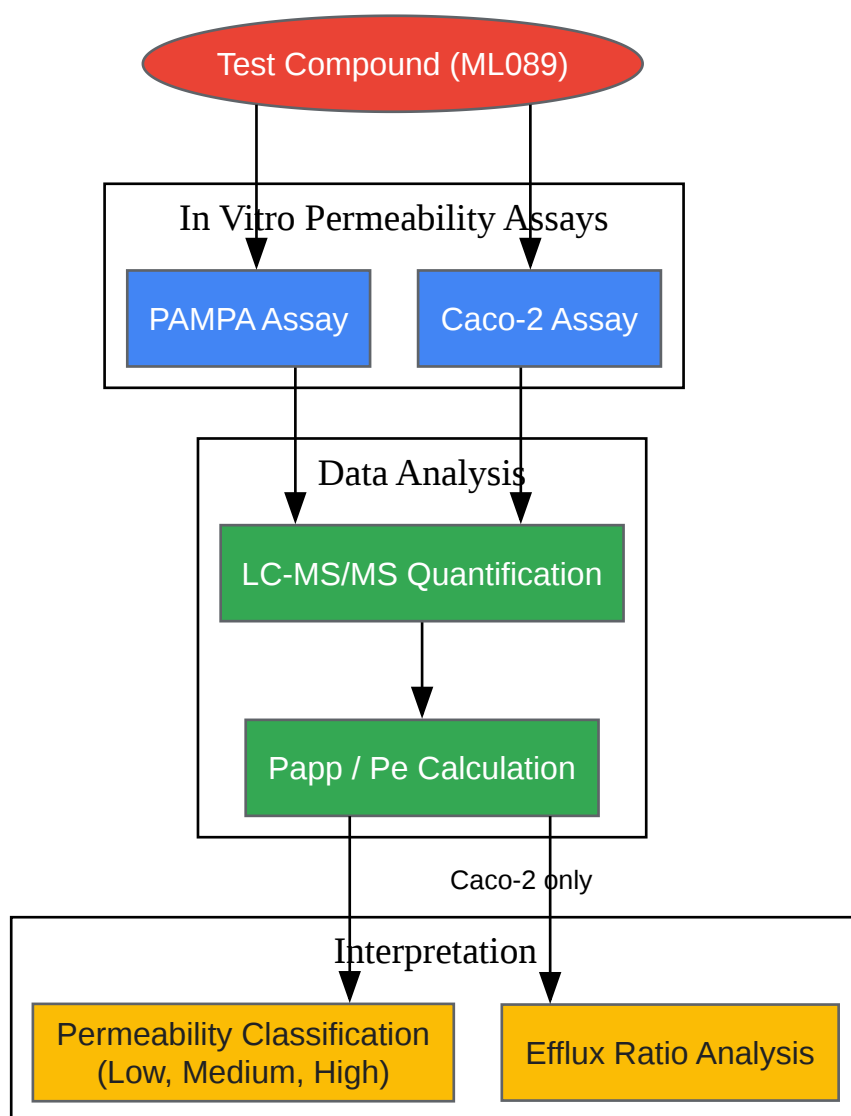 Test Compound (ML089)
In Vitro Permeability Assays
PAMPA Assay
Caco-2 Assay
Data Analysis
LC-MS/MS Quantification
Papp / Pe Calculation
Caco-2 only
Interpretation
Permeability Classification
(Low, Medium, High)
Efflux Ratio Analysis